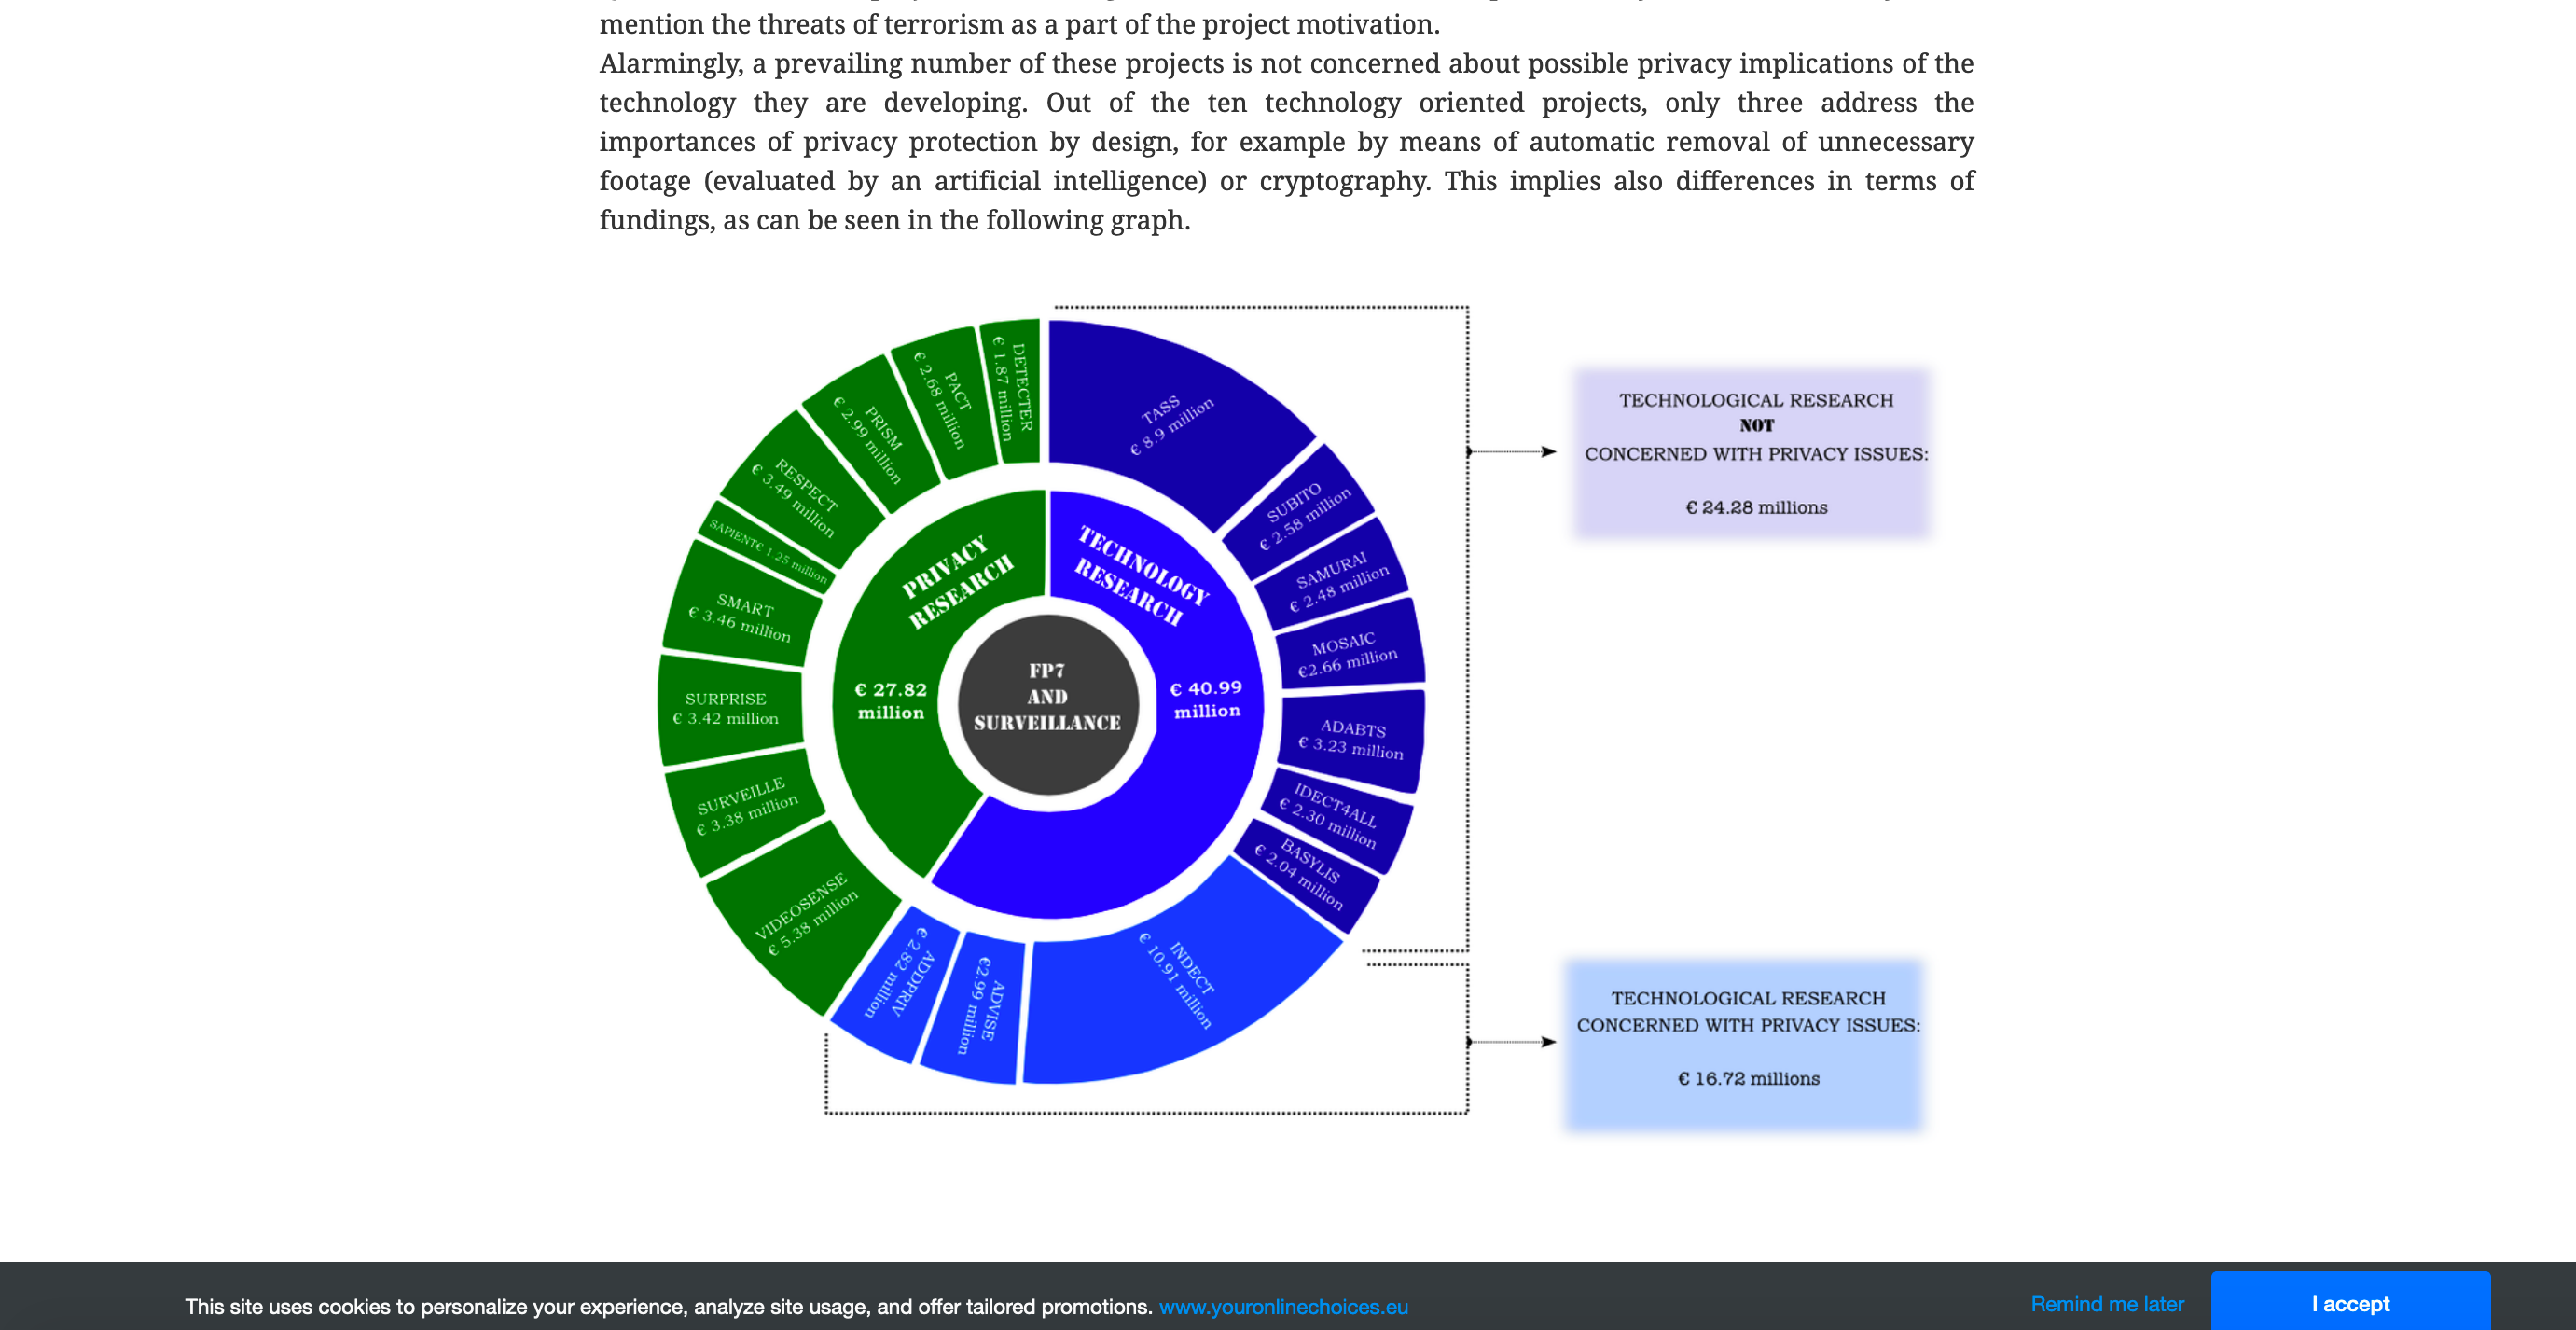 mention the threats of terrorism as a part of the project motivation.
Alarmingly, a prevailing number of these projects is not concerned about possible privacy implications of the
technology they are developing. Out of the ten technology oriented projects, only three address the
importances of privacy protection by design, for example by means of automatic removal of unnecessary
footage (evaluated by an artificial intelligence) or cryptography. This implies also differences in terms of
fundings, as can be seen in the following graph.
DETECTER
€ 1.87 million
PACT
€ 2.68 million
PRISM
€ 2.99 million
RESPECT
€ 3.49 million
SAPIENT€ 1.25 million
SMART
€ 3.46 million
SURPRISE
€ 3.42 million
SURVEILLE
€ 3.38 million
VIDEOSENSE
€ 5.38 million
PRIVACY
RESEARCH
€ 27.82
million
FP7
AND
SURVEILLANCE
TECHNOLOGY
RESEARCH
€ 40.99
million
TASS
€ 8.9 million
SUBITO
€ 2.58 million
SAMURAI
€ 2.48 million
MOSAIC
€2.66 million
ADABTS
€ 3.23 million
IDECT4ALL
€ 2.30 million
BASYLIS
€ 2.04 million
INDECT
€ 10.91 million
ADVISE
€2.99 million
ADDPRIV
€ 2.82 million
TECHNOLOGICAL RESEARCH
NOT
CONCERNED WITH PRIVACY ISSUES:
€ 24.28 millions
TECHNOLOGICAL RESEARCH
CONCERNED WITH PRIVACY ISSUES:
€ 16.72 millions
This site uses cookies to personalize your experience, analyze site usage, and offer tailored promotions. www.youronlinechoices.eu
Remind me later
I accept